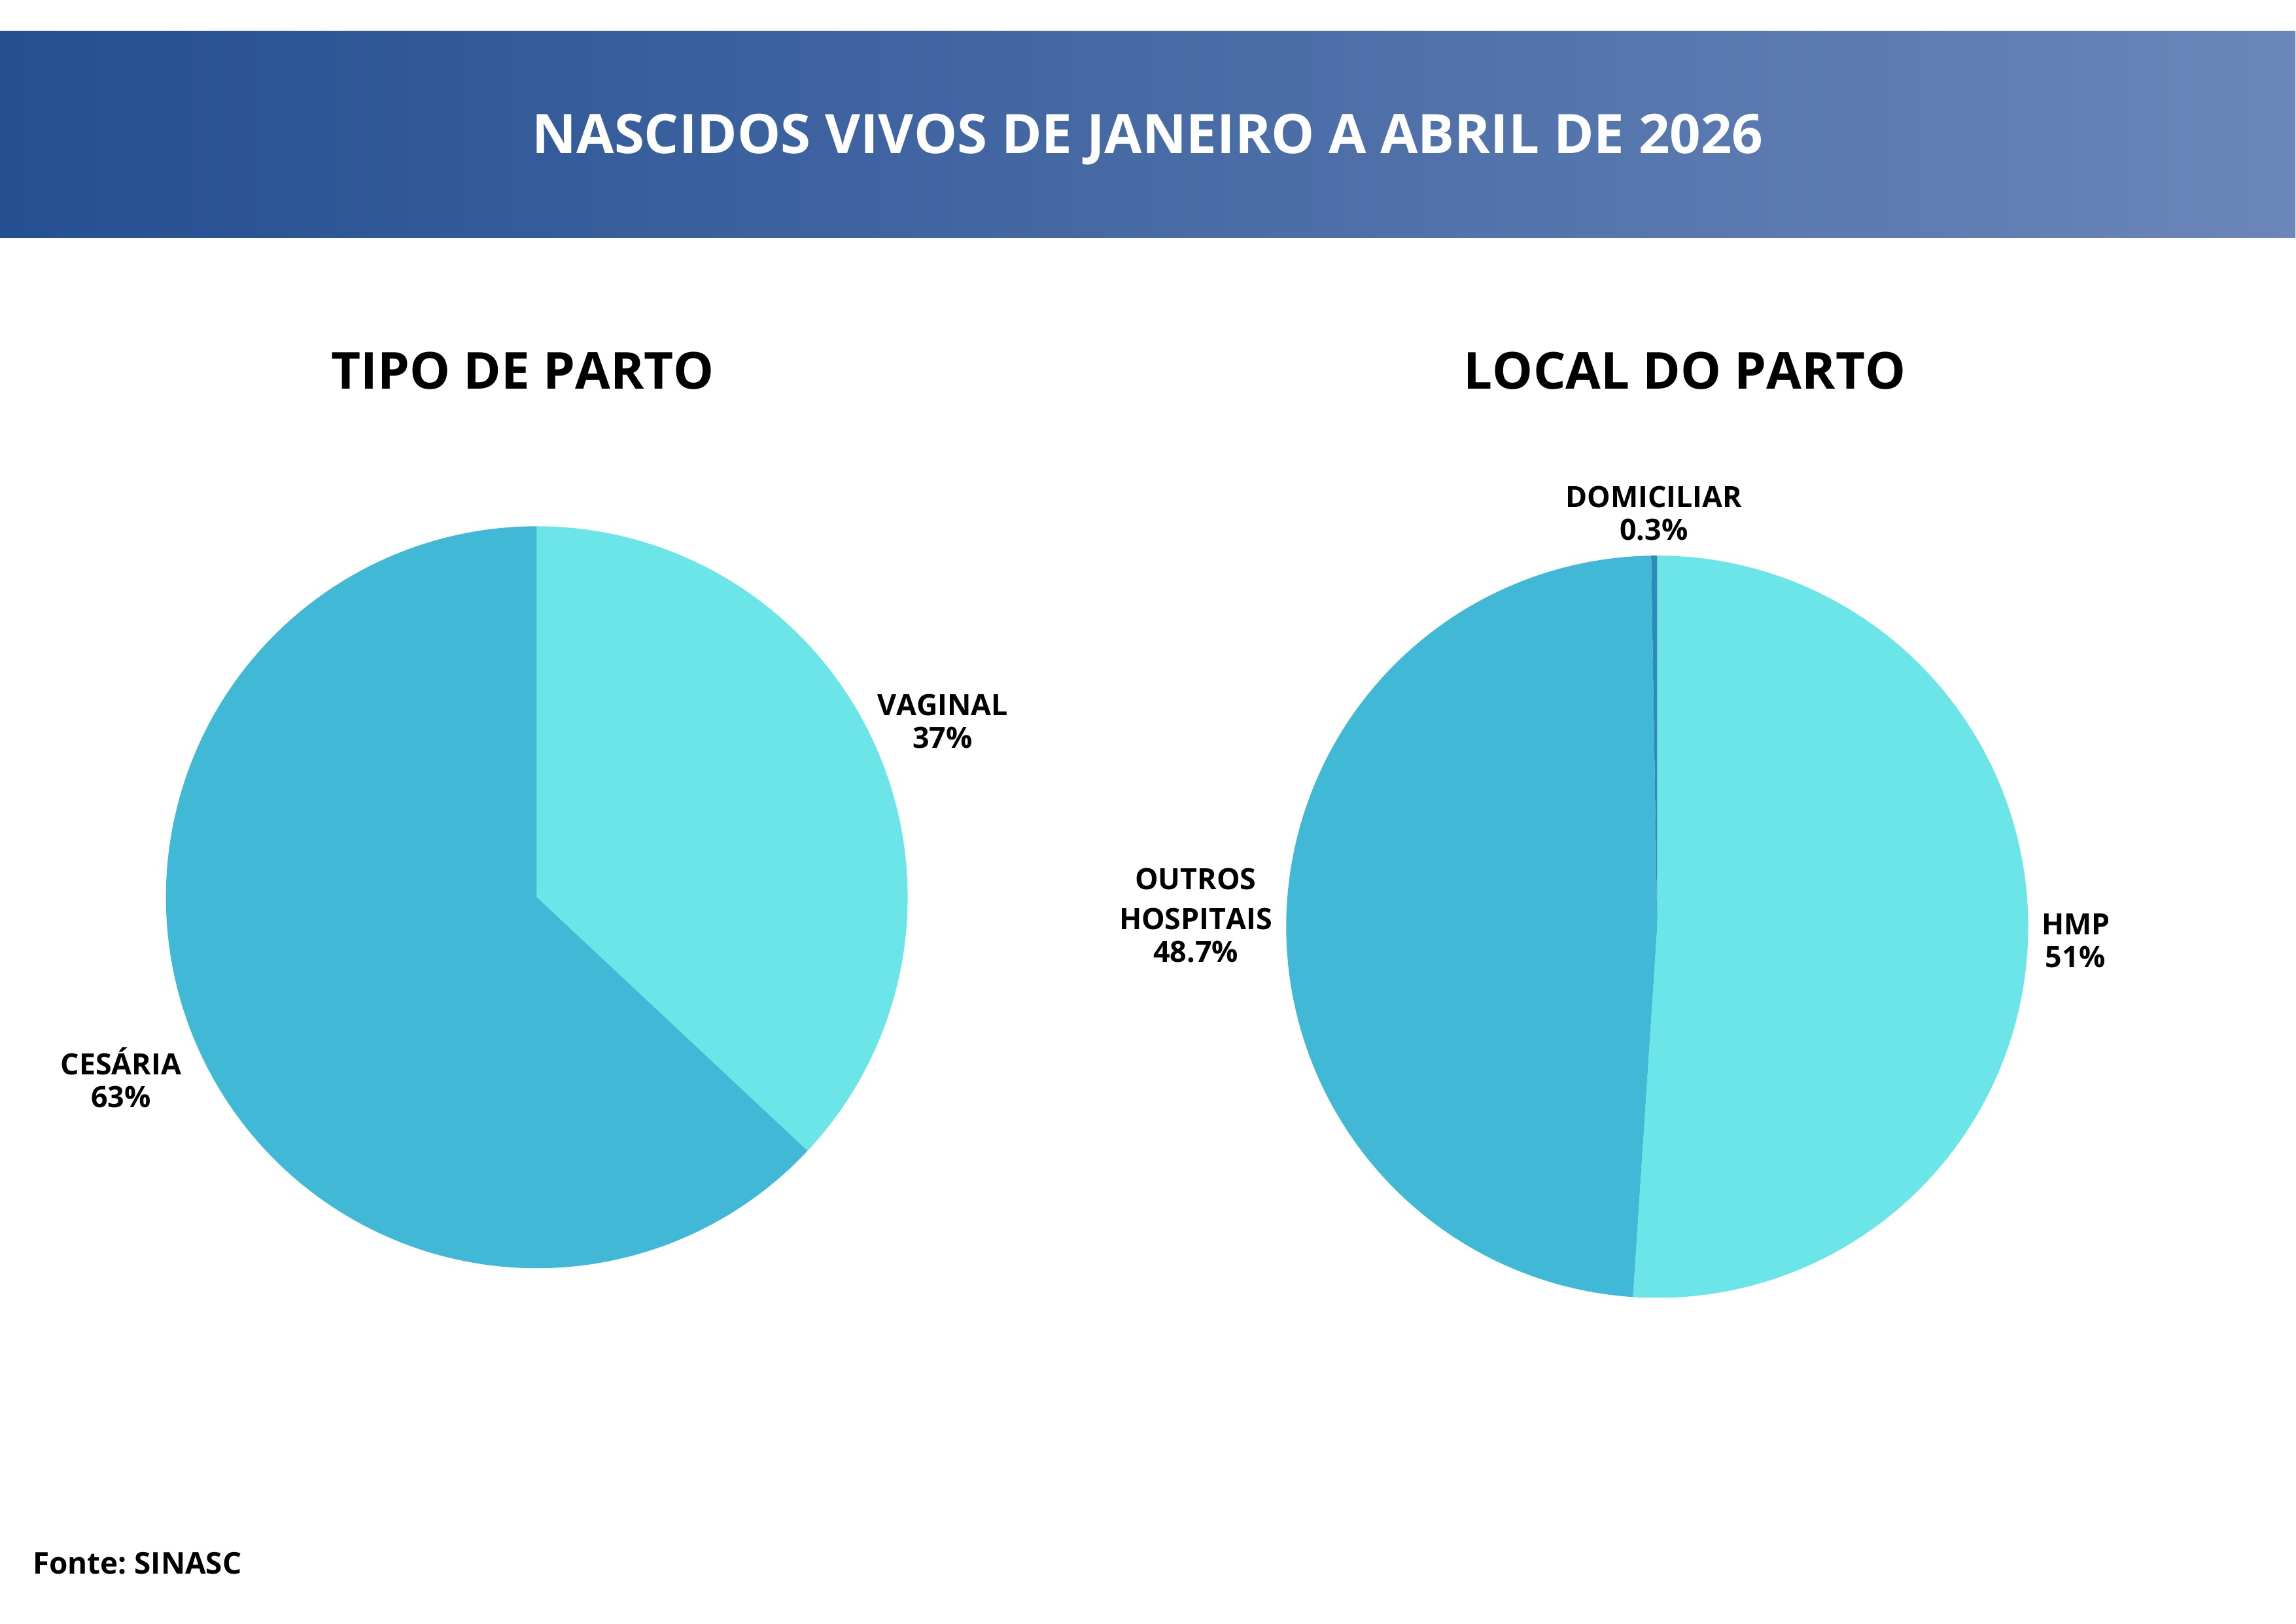 NASCIDOS VIVOS DE JANEIRO A ABRIL DE 2026
TIPO DE PARTO
VAGINAL
37%
CESÁRIA
63%
LOCAL DO PARTO
DOMICILIAR
0.3%
OUTROS
HOSPITAIS
48.7%
HMP
51%
Fonte: SINASC